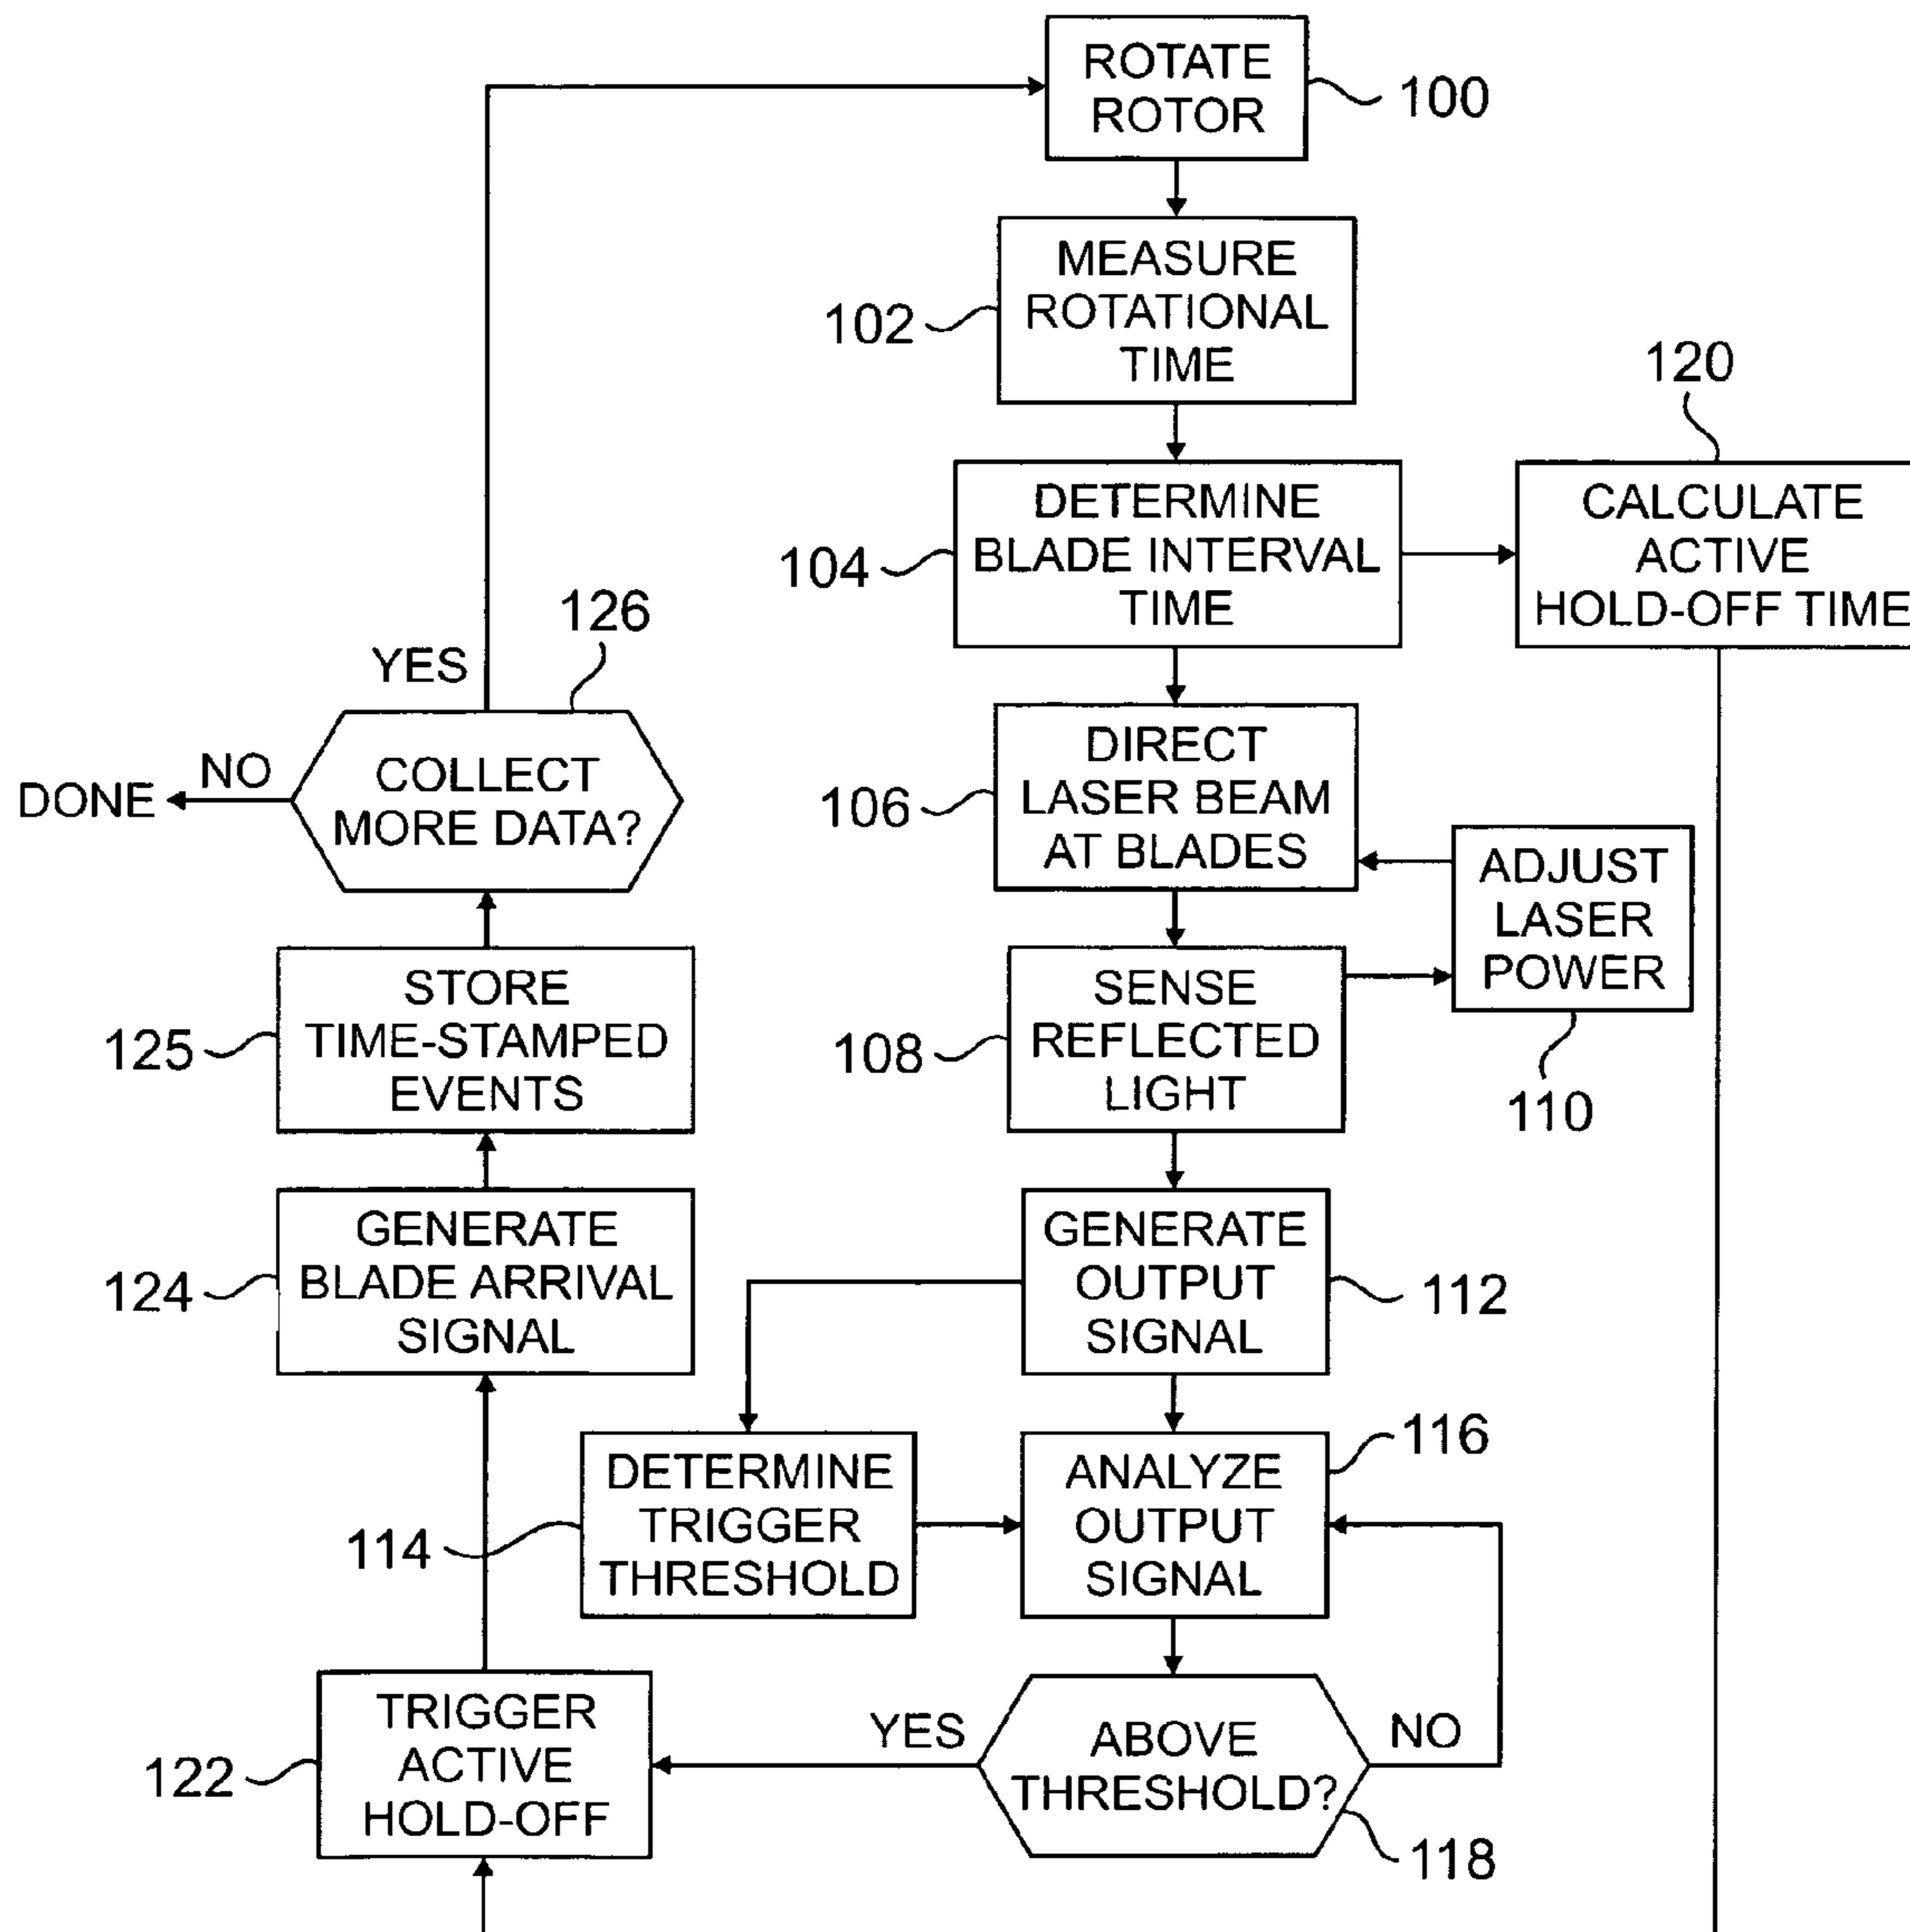 ROTATE
ROTOR
100
MEASURE
ROTATIONAL
TIME
102
120
DETERMINE
BLADE INTERVAL
TIME
104
CALCULATE
ACTIVE
HOLD-OFF TIME
126
YES
COLLECT
MORE DATA?
NO
DONE
DIRECT
LASER BEAM
AT BLADES
106
ADJUST
LASER
POWER
110
STORE
TIME-STAMPED
EVENTS
125
SENSE
REFLECTED
LIGHT
108
GENERATE
BLADE ARRIVAL
SIGNAL
124
GENERATE
OUTPUT
SIGNAL
112
DETERMINE
TRIGGER
THRESHOLD
114
ANALYZE
OUTPUT
SIGNAL
116
TRIGGER
ACTIVE
HOLD-OFF
122
YES
ABOVE
THRESHOLD?
NO
118